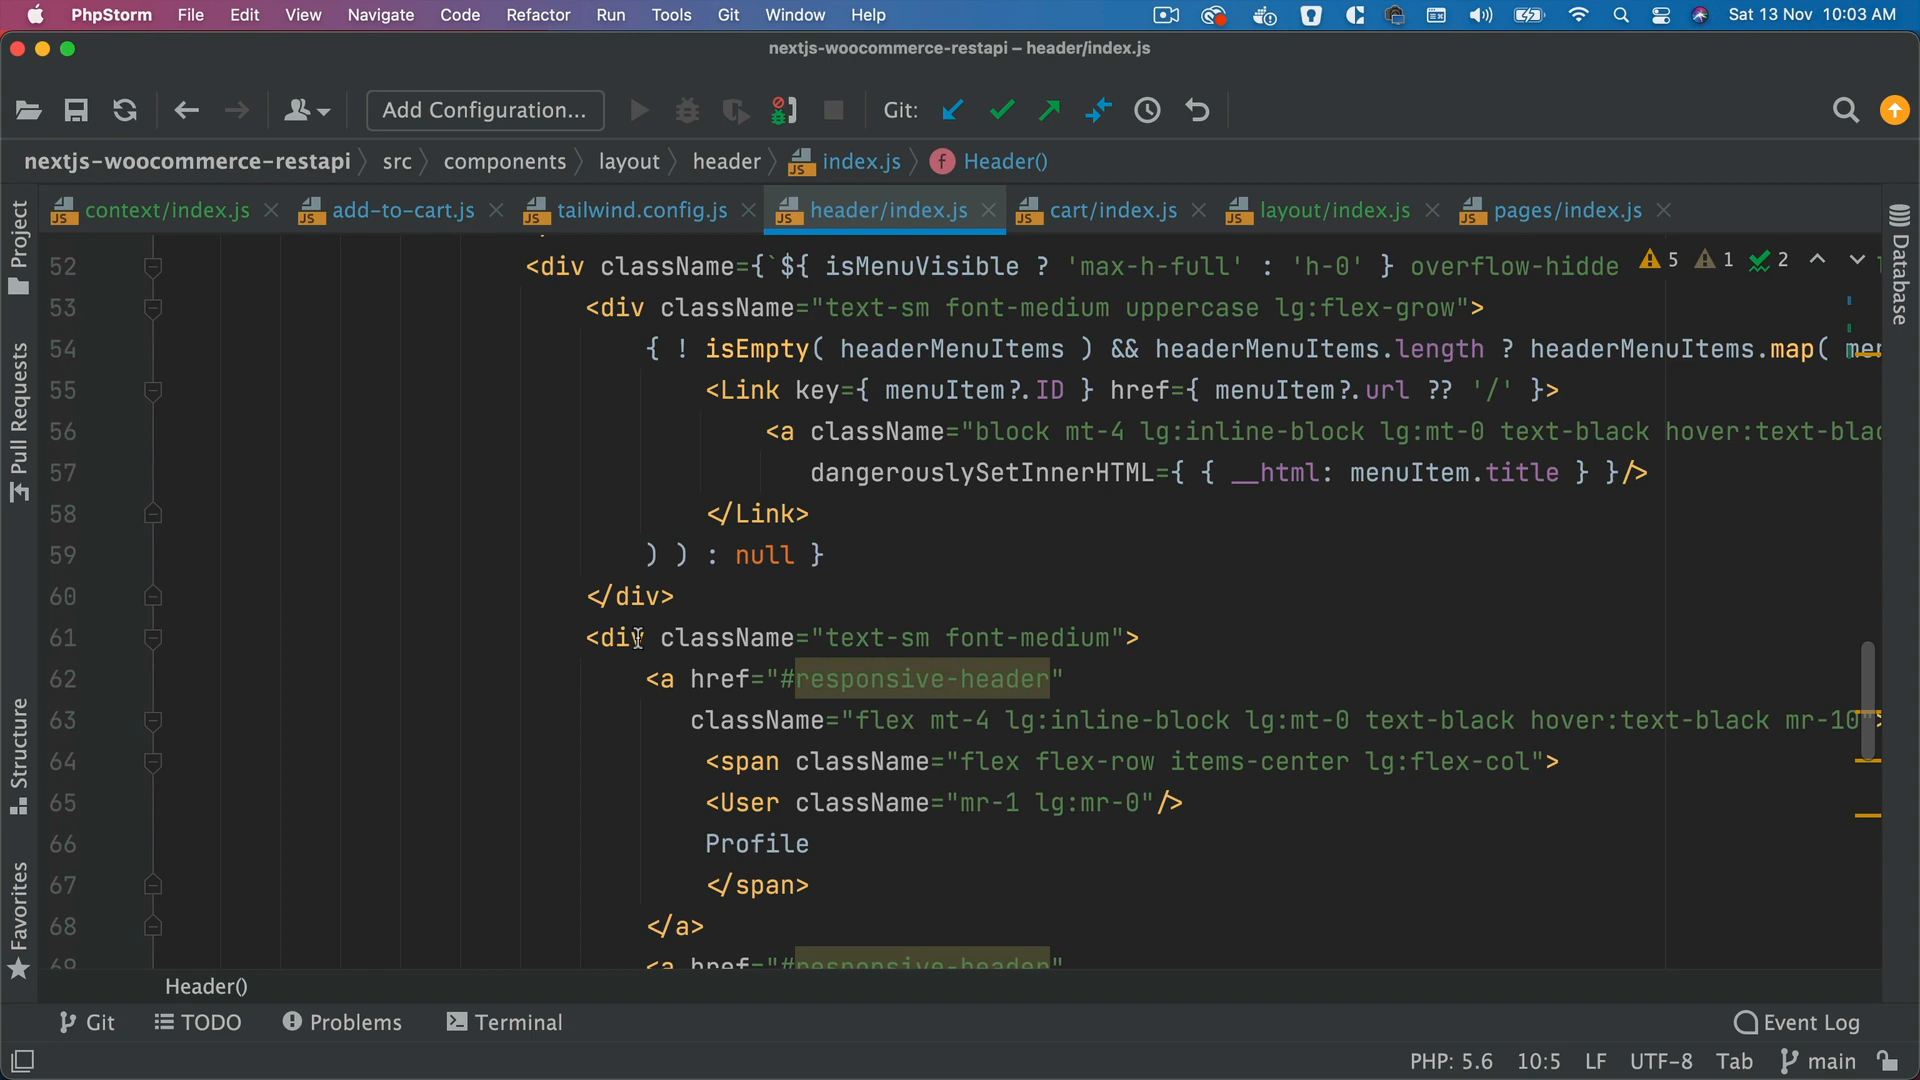 PhpStorm File Edit View Navigate Code Refactor Run Tools Git Window Help Sat 13 Nov 10:03 AM
nextjs-woocommerce-restapi – header/index.js
Add Configuration... Git:
nextjs-woocommerce-restapi src components layout header index.js f Header()
context/index.js add-to-cart.js tailwind.config.js header/index.js cart/index.js layout/index.js pages/index.js
Project
Pull Requests
Structure
Favorites
Database
5 1 2
52 <div className={`${ isMenuVisible ? 'max-h-full' : 'h-0' } overflow-hidde
53 <div className="text-sm font-medium uppercase lg:flex-grow">
54 { ! isEmpty( headerMenuItems ) && headerMenuItems.length ? headerMenuItems.map( men
55 <Link key={ menuItem?.ID } href={ menuItem?.url ?? '/' }>
56 <a className="block mt-4 lg:inline-block lg:mt-0 text-black hover:text-blac
57 dangerouslySetInnerHTML={ { __html: menuItem.title } }/>
58 </Link>
59 ) ) : null }
60 </div>
61 <div className="text-sm font-medium">
62 <a href="#responsive-header"
63 className="flex mt-4 lg:inline-block lg:mt-0 text-black hover:text-black mr-10">
64 <span className="flex flex-row items-center lg:flex-col">
65 <User className="mr-1 lg:mr-0"/>
66 Profile
67 </span>
68 </a>
69 <a href="#responsive-header"
Header()
Git TODO Problems Terminal Event Log
PHP: 5.6 10:5 LF UTF-8 Tab main